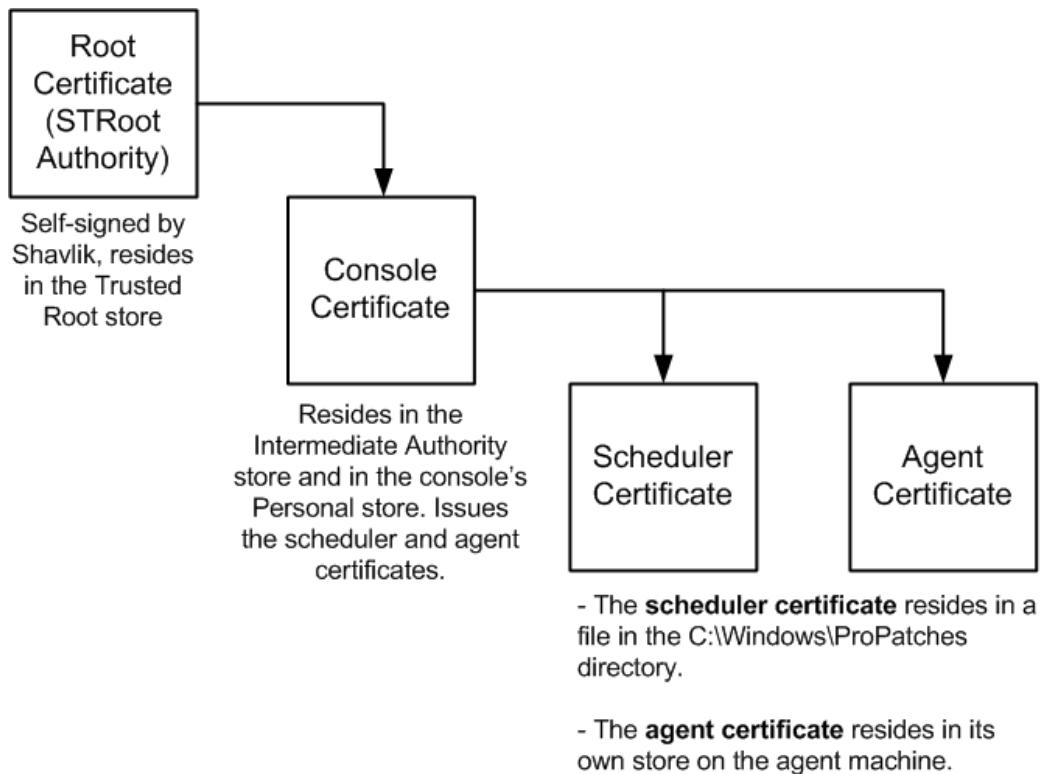 Root
Certificate
(STRoot
Authority)
Self-signed by
Shavlik, resides
in the Trusted
Root store
Console
Certificate
Resides in the
Intermediate Authority
store and in the console's
Personal store. Issues
the scheduler and agent
certificates.
Scheduler
Certificate
Agent
Certificate
- The scheduler certificate resides in a
file in the C:\Windows\ProPatches
directory.
- The agent certificate resides in its
own store on the agent machine.